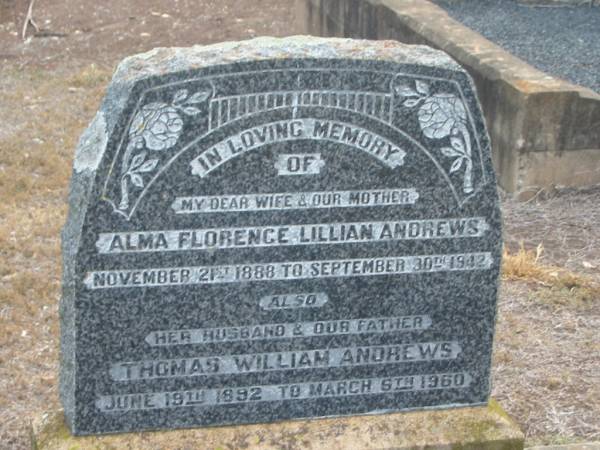 IN LOVING MEMORY
OF
MY DEAR WIFE & OUR MOTHER
ALMA FLORENCE LILLIAN ANDREWS
NOVEMBER 21ST 1888 TO SEPTEMBER 30TH 1942
ALSO
HER HUSBAND & OUR FATHER
THOMAS WILLIAM ANDREWS
JUNE 19TH 1892 TO MARCH 6TH 1960